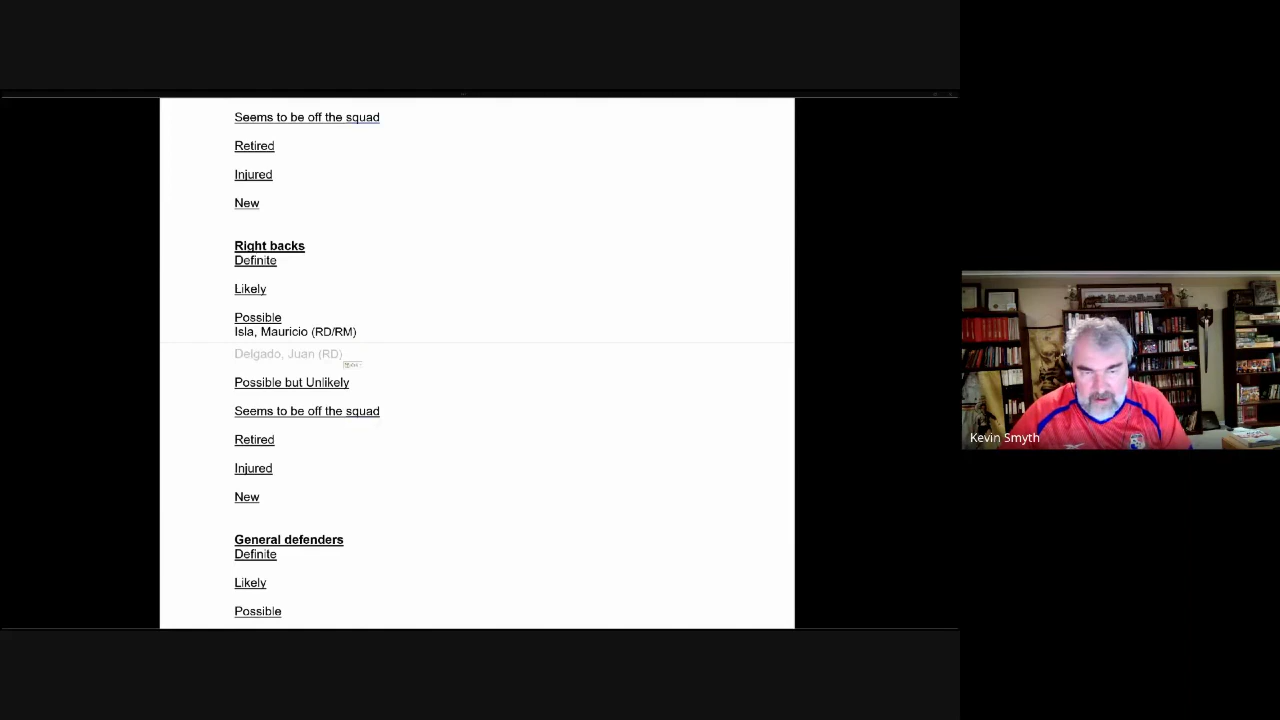 Seems to be off the squad
Retired
Injured
New
Right backs
Definite
Likely
Possible
Isla, Mauricio (RD/RM)
Delgado, Juan (RD)
Possible but Unlikely
Seems to be off the squad
Retired
Injured
New
General defenders
Definite
Likely
Possible
Kevin Smyth